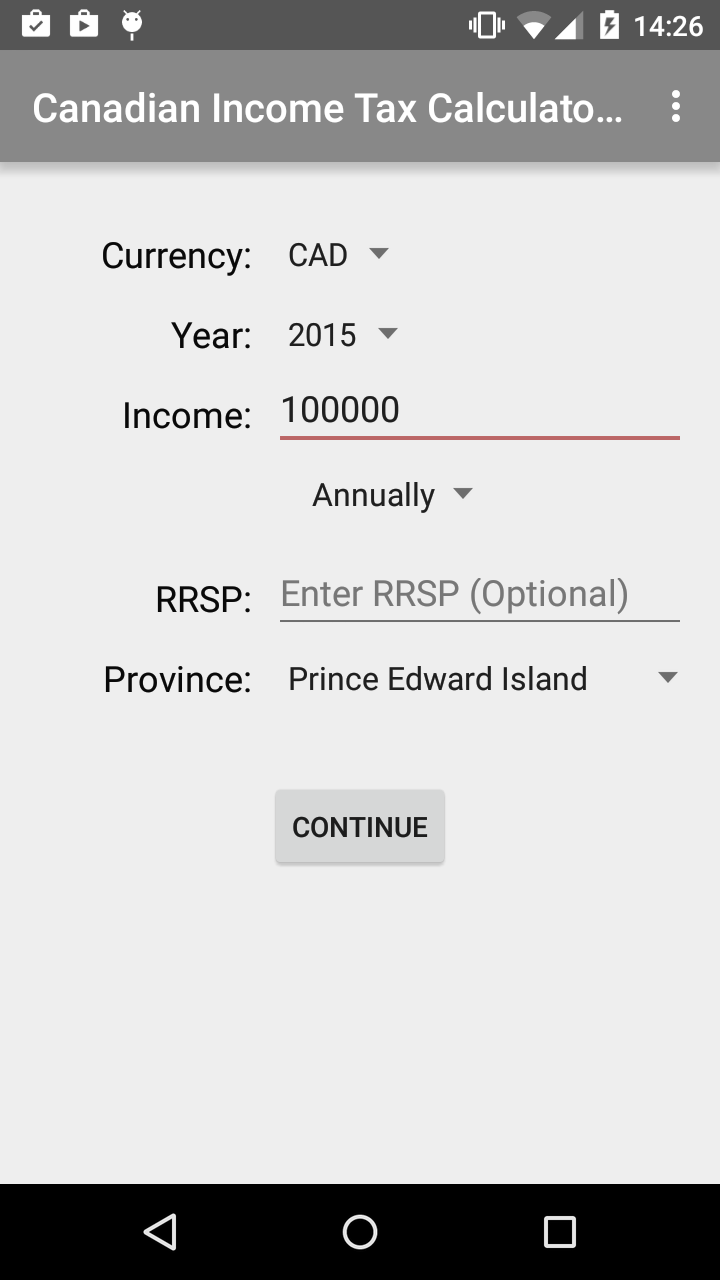 14:26
Canadian Income Tax Calculato...
Currency: CAD
Year: 2015
Income: 100000
Annually
RRSP: Enter RRSP (Optional)
Province: Prince Edward Island
CONTINUE